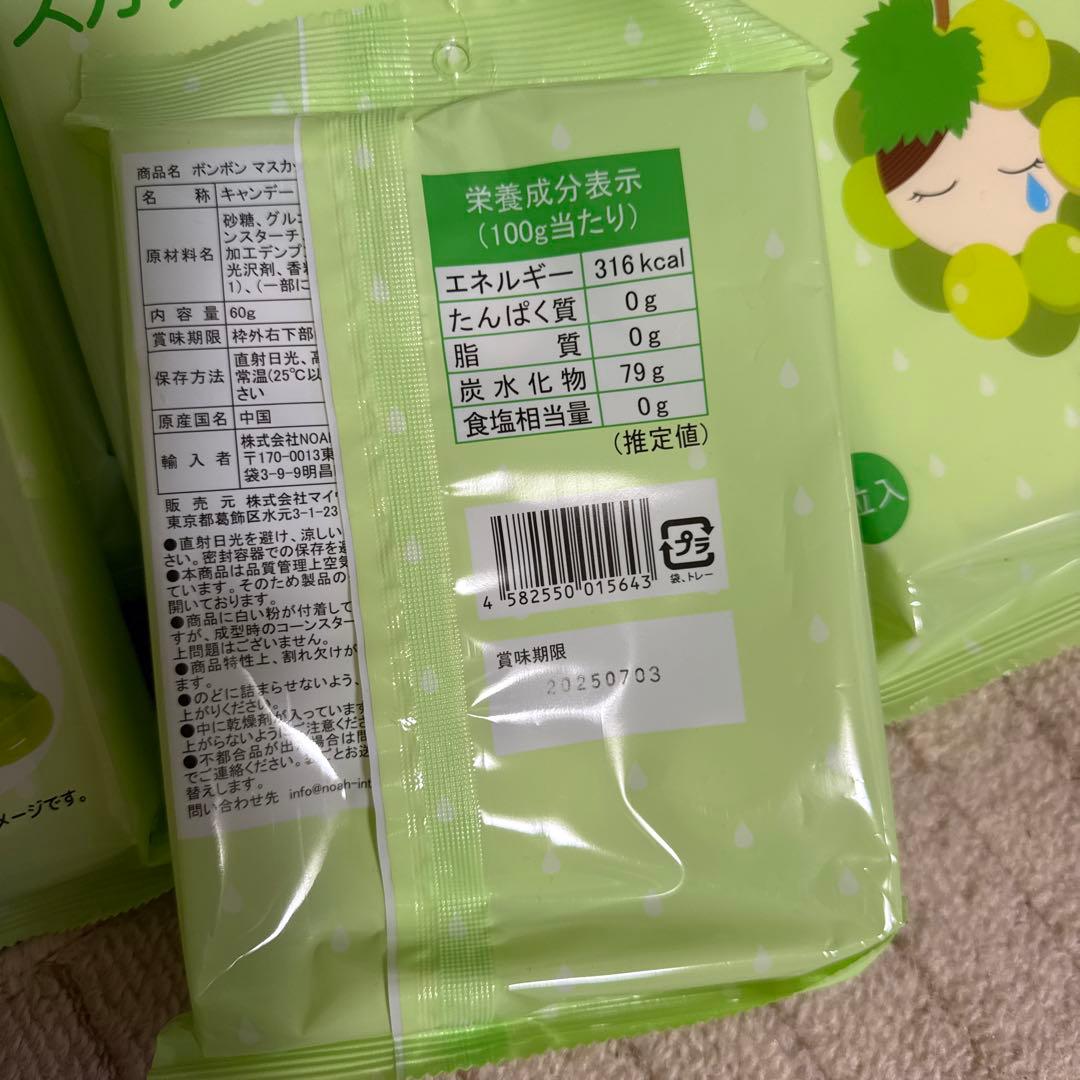 商品名 ボンボン マスカッ
名 称 キャンデー
原材料名 砂糖、グルコ
ンスターチ、
加工デンプン
光沢剤、香料
1)、(一部に
内容量 60g
賞味期限 枠外右下部
保存方法 直射日光、高
常温(25℃以
さい
原産国名 中国
輸入者 株式会社NOAH
〒170-0013東
袋3-9-9明昌
販売元 株式会社マイ
東京都葛飾区水元3-1-23
●直射日光を避け、涼しい
さい。密封容器での保存を
●本商品は品質管理上空気
ています。そのため製品の
開いております。
●商品に白い粉が付着して
すが、成型時のコーンスター
上問題はございません。
●商品特性上、割れ欠けが
ます。
●のどに詰まらせないよう、
上がりください。
●中に乾燥剤が入っています
上がらないようにご注意くださ
●不都合品が出
場合は問
でご連絡ください。
ごとお送
替えします。
問い合わせ先 info@noah-int
栄養成分表示
(100g当たり)
エネルギー 316kcal
たんぱく質 0g
脂質 0g
炭水化物 79g
食塩相当量 0g
(推定値)
4 582550 015643
プラ
袋、トレー
賞味期限
20250703
粒入
メージです。